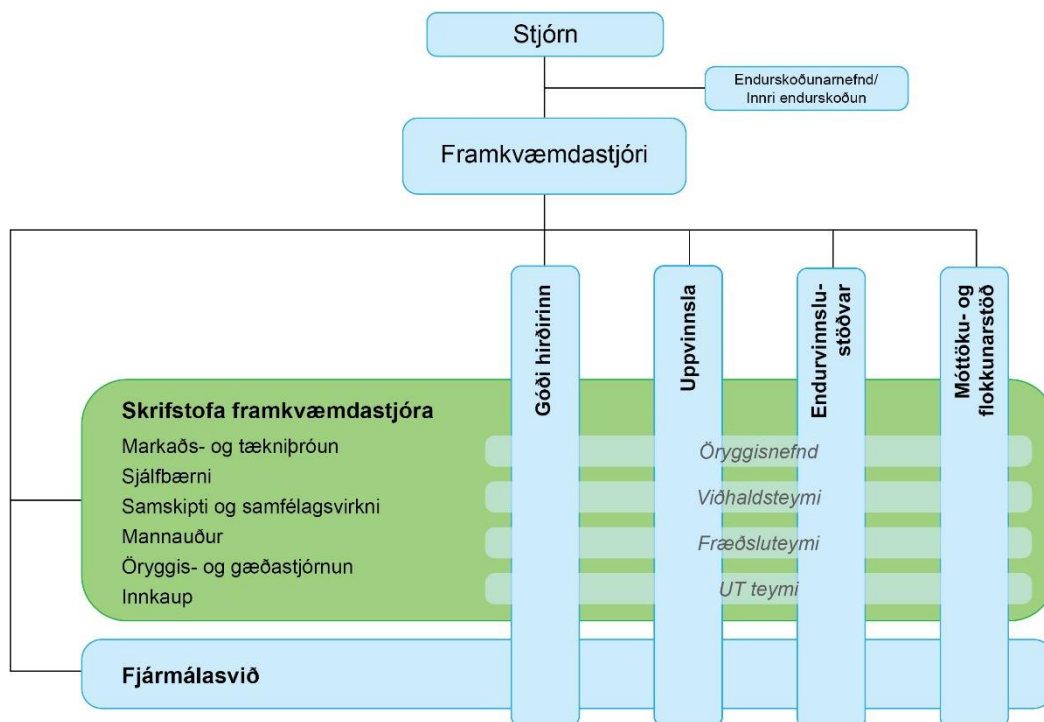 Stjórn
Endurskoðunarnefnd/
Innri endurskoðun
Framkvæmdastjóri
Góði hirðirinn
Uppvinnsla
Endurvinnslu-
stöðvar
Móttöku- og
flokkunarstöð
Skrifstofa framkvæmdastjóra
Markaðs- og tækniþróun
Sjálfbærni
Samskipti og samfélagsvirkni
Mannauður
Öryggis- og gæðastjórnun
Innkaup
Öryggisnefnd
Viðhaldsteymi
Fræðsluteymi
UT teymi
Fjármálasvið